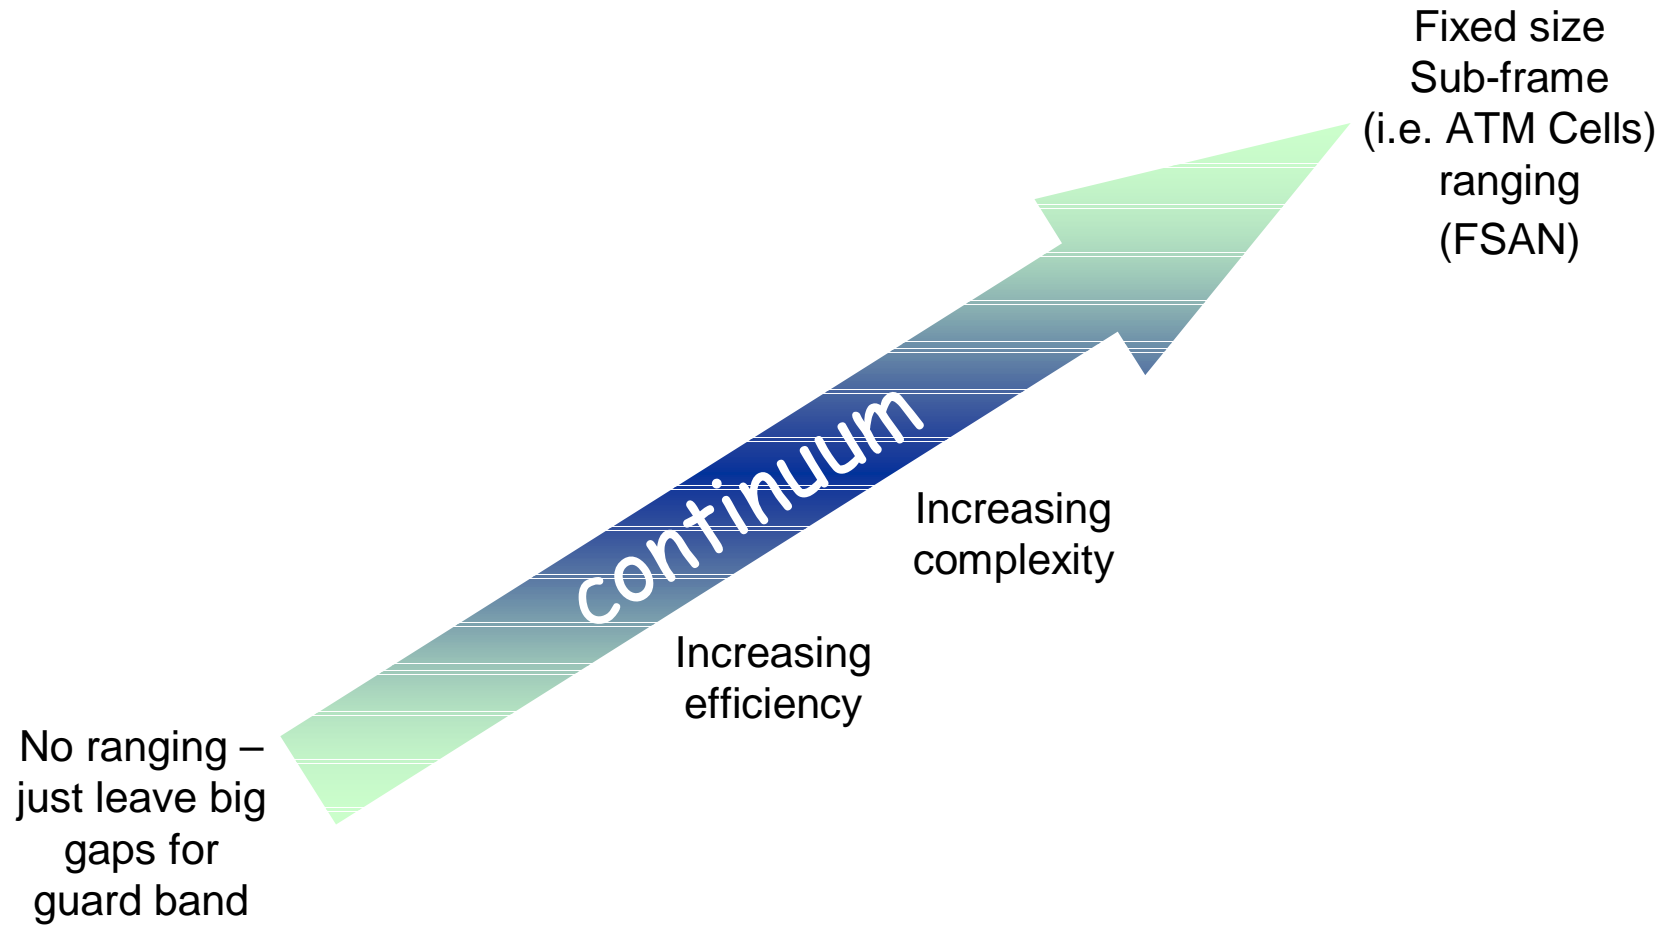 Fixed size
Sub-frame
(i.e. ATM Cells)
ranging
(FSAN)
continuum
Increasing
complexity
Increasing
efficiency
No ranging –
just leave big
gaps for
guard band